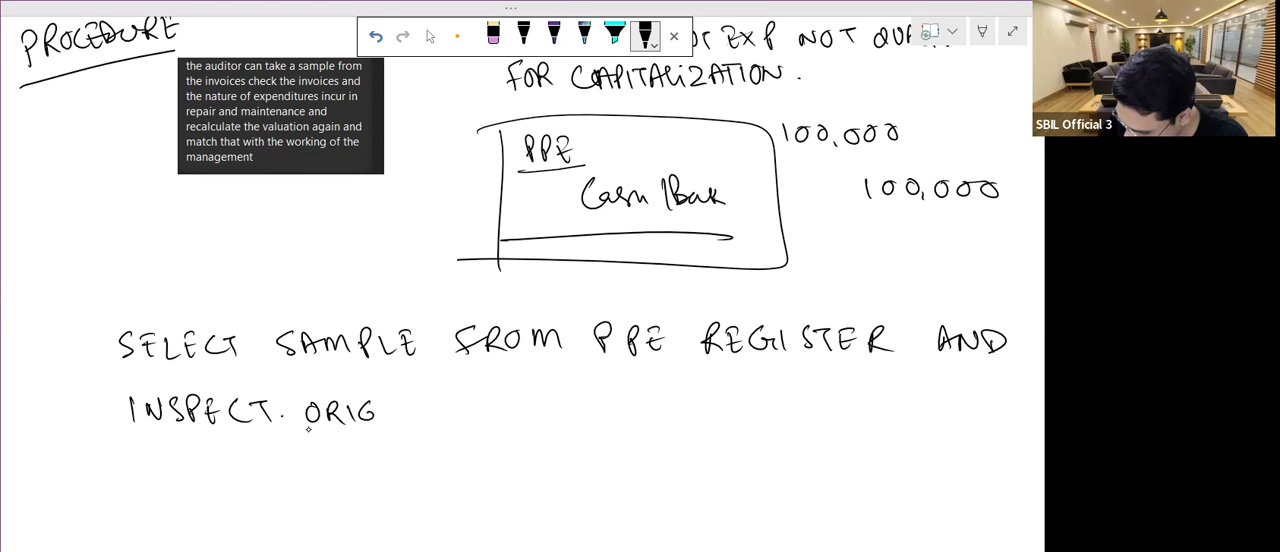 PROCEDURE
EXP NOT
FOR CAPITALIZATION.
the auditor can take a sample from
the invoices check the invoices and
the nature of expenditures incur in
repair and maintenance and
recalculate the valuation again and
match that with the working of the
management
PPE 100,000
Cash/Bank 100,000
SELECT SAMPLE FROM PPE REGISTER AND
INSPECT. ORIG
SBIL Official 3